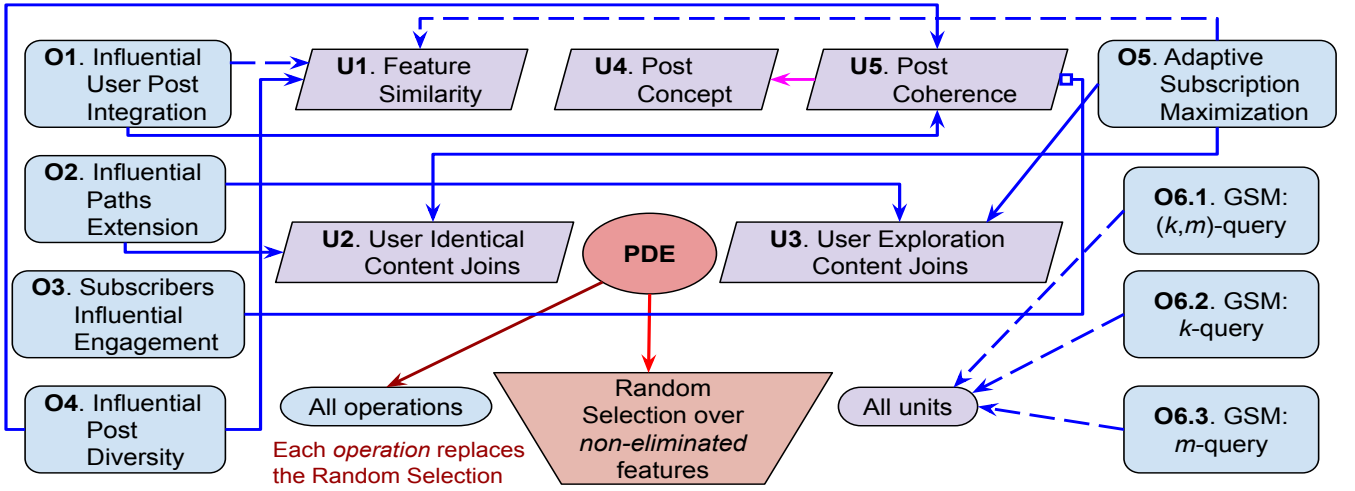 O1. Influential
User Post
Integration
U1. Feature
Similarity
U4. Post
Concept
U5. Post
Coherence
O5. Adaptive
Subscription
Maximization
O2. Influential
Paths
Extension
U2. User Identical
Content Joins
PDE
U3. User Exploration
Content Joins
O6.1. GSM:
(k,m)-query
O3. Subscribers
Influential
Engagement
O6.2. GSM:
k-query
O4. Influential
Post
Diversity
All operations
Each operation replaces
the Random Selection
Random
Selection over
non-eliminated
features
All units
O6.3. GSM:
m-query